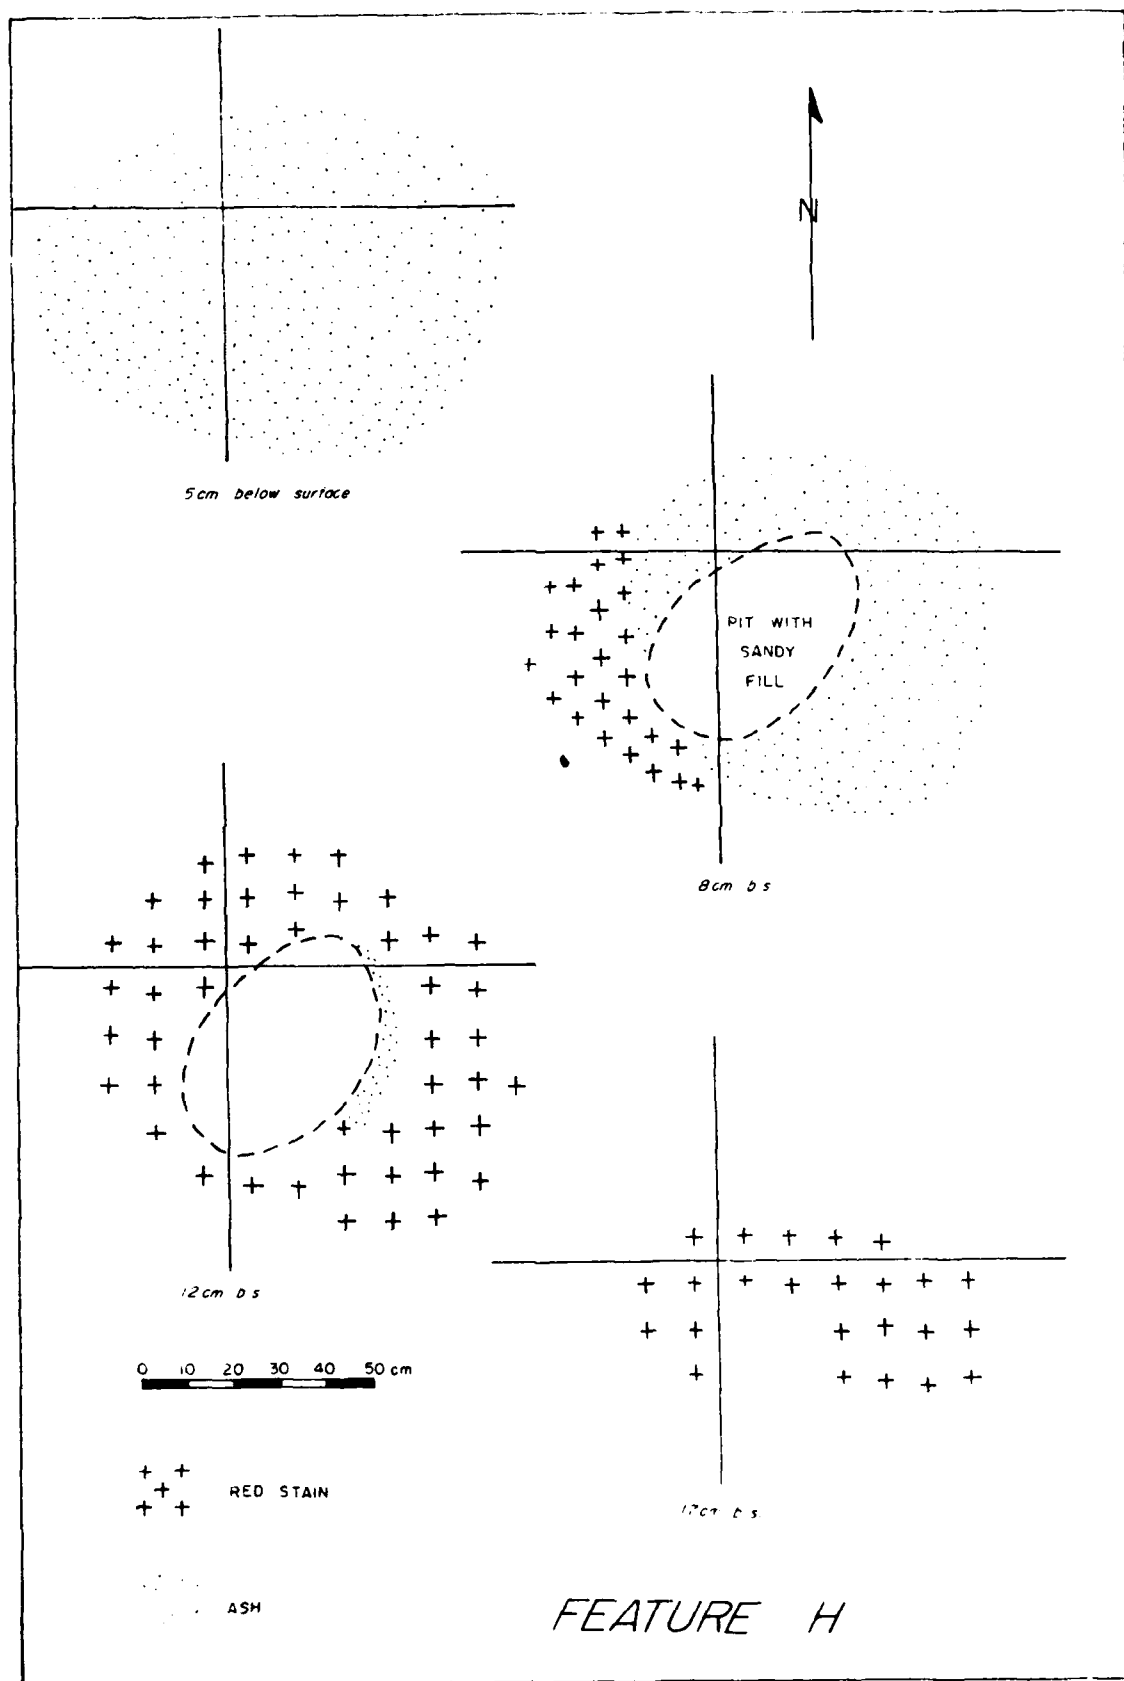 N
5cm below surface
PIT WITH
SANDY
FILL
8cm b s
12cm b s
0 10 20 30 40 50 cm
RED STAIN
17cm b s.
ASH
FEATURE H